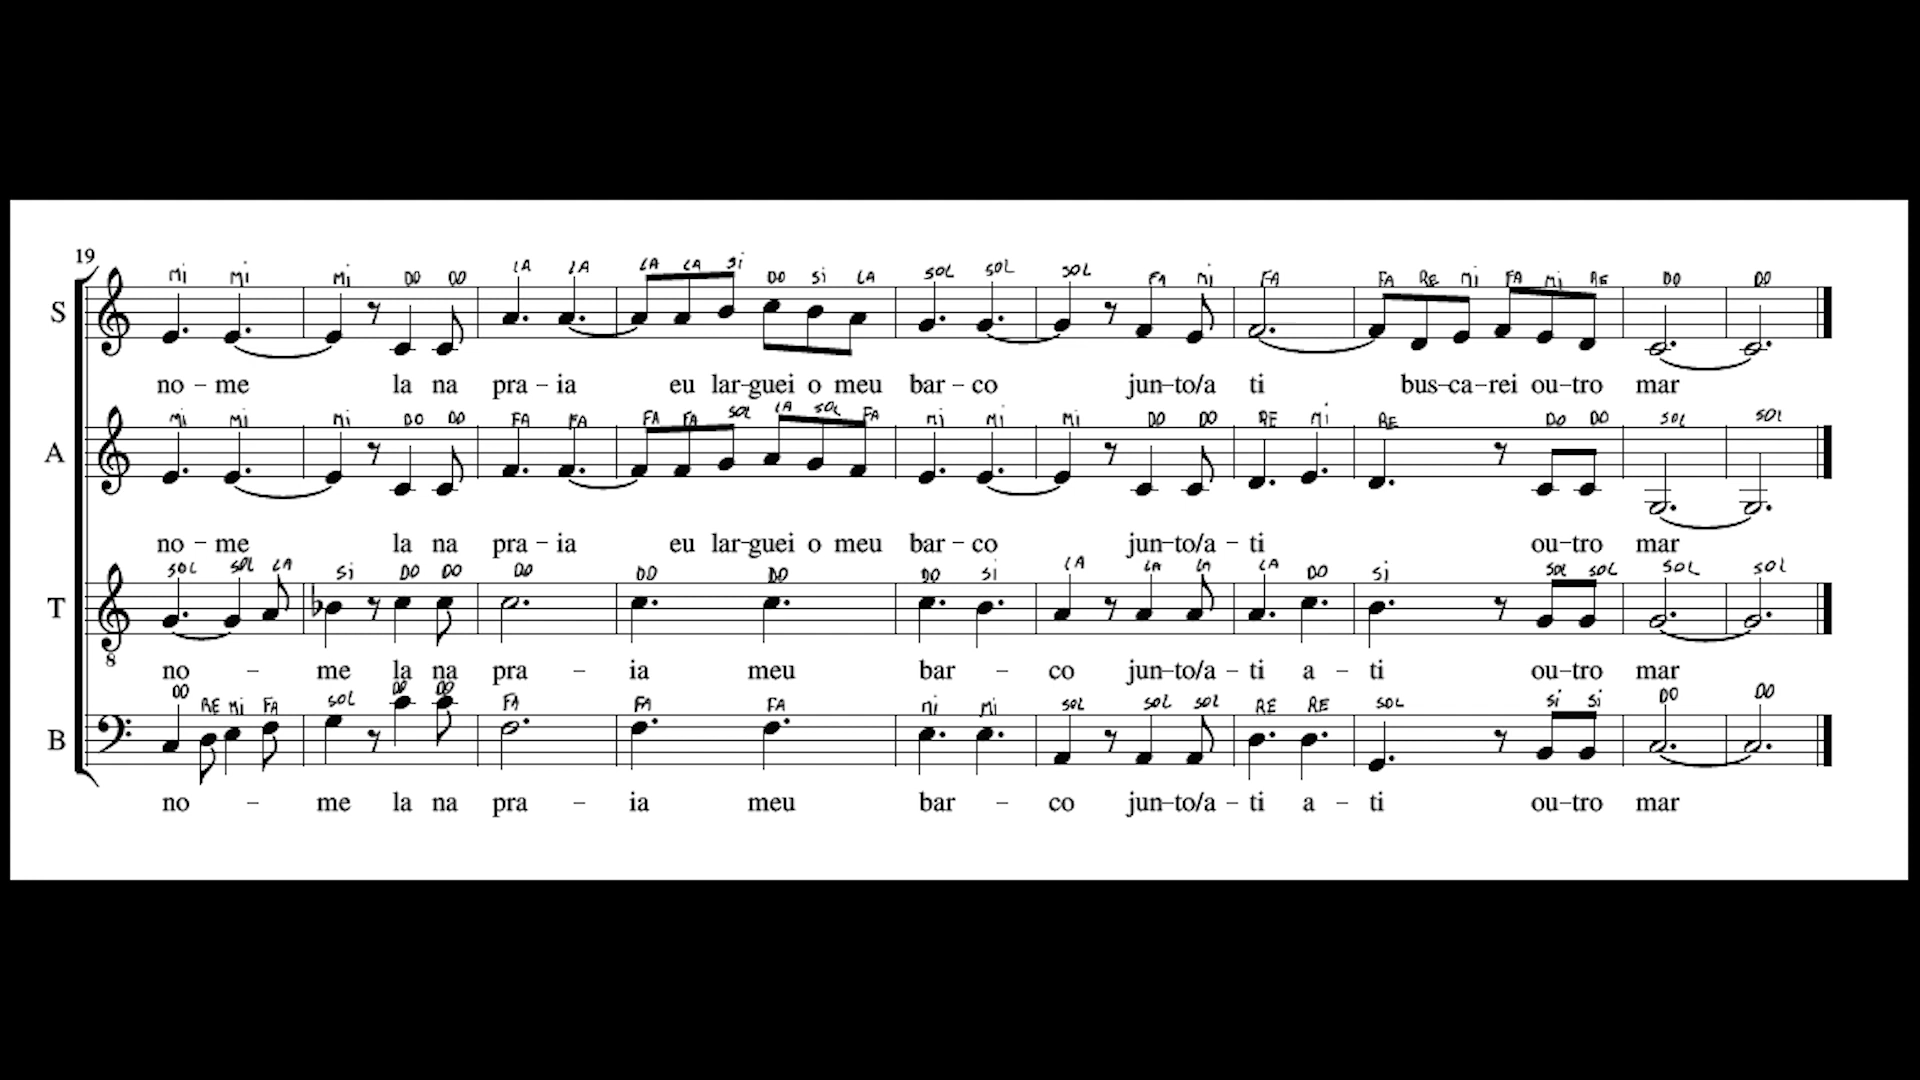 19
Mi Mi Mi DO DO LA LA LA LA Si DO Si LA SOL SOL SOL FA Mi FA FA RE Mi FA Mi RE DO DO
S
no – me la na pra – ia eu lar–guei o meu bar – co jun–to/a ti bus–ca–rei ou–tro mar
Mi Mi Mi DO DO FA FA FA FA SOL LA SOL FA Mi Mi Mi DO DO RE Mi RE DO DO SOL SOL
A
no – me la na pra – ia eu lar–guei o meu bar – co jun–to/a – ti ou–tro mar
SOL SOL LA Si DO DO DO DO DO DO Si LA LA LA LA DO Si SOL SOL SOL SOL
T
8
no – me la na pra – ia meu bar – co jun–to/a – ti a – ti ou–tro mar
DO RE Mi FA SOL DO DO FA FA FA Mi Mi SOL SOL SOL RE RE SOL Si Si DO DO
B
no – me la na pra – ia meu bar – co jun–to/a – ti a – ti ou–tro mar